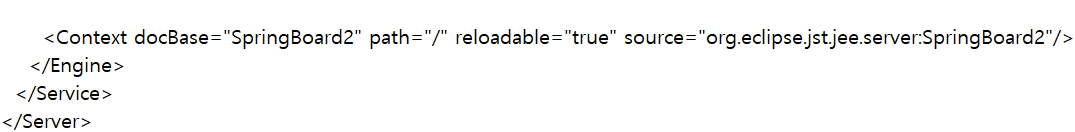 <Context docBase="SpringBoard2" path="/" reloadable="true" source="org.eclipse.jst.jee.server:SpringBoard2"/>
</Engine>
</Service>
</Server>